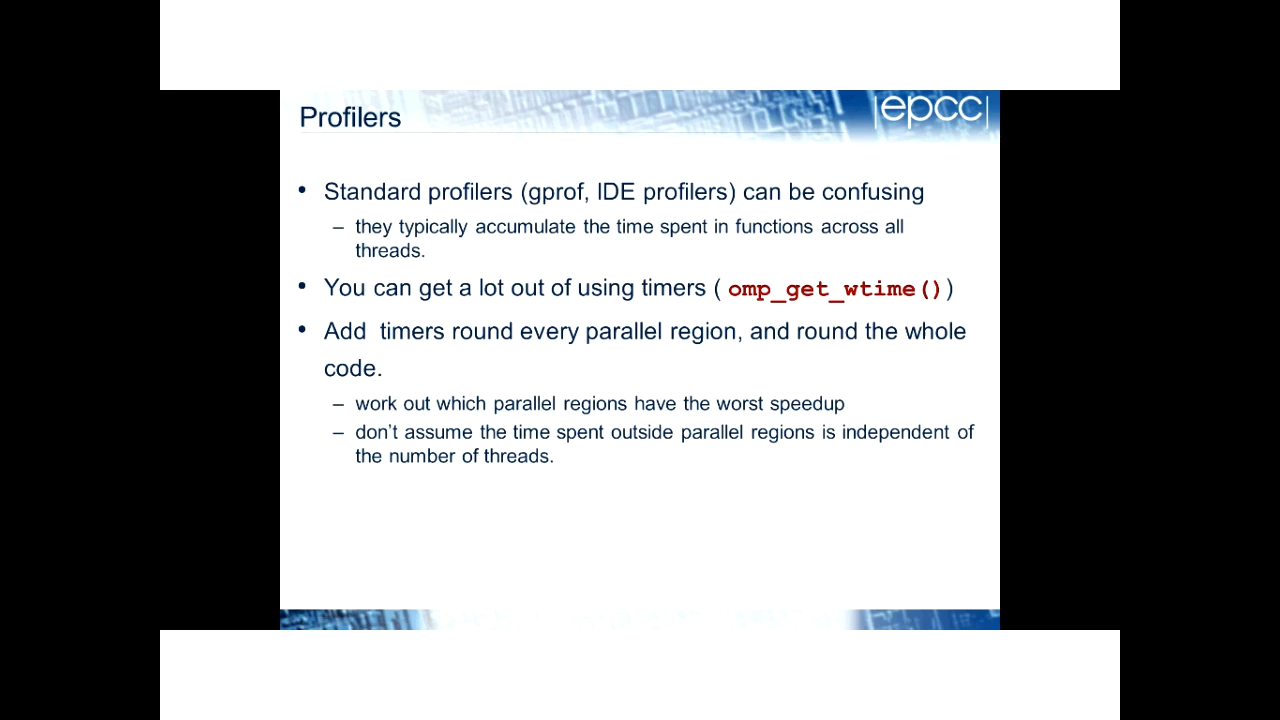 Profilers
|epcc|
• Standard profilers (gprof, IDE profilers) can be confusing
– they typically accumulate the time spent in functions across all
threads.
• You can get a lot out of using timers ( omp_get_wtime() )
• Add  timers round every parallel region, and round the whole
code.
– work out which parallel regions have the worst speedup
– don’t assume the time spent outside parallel regions is independent of
the number of threads.